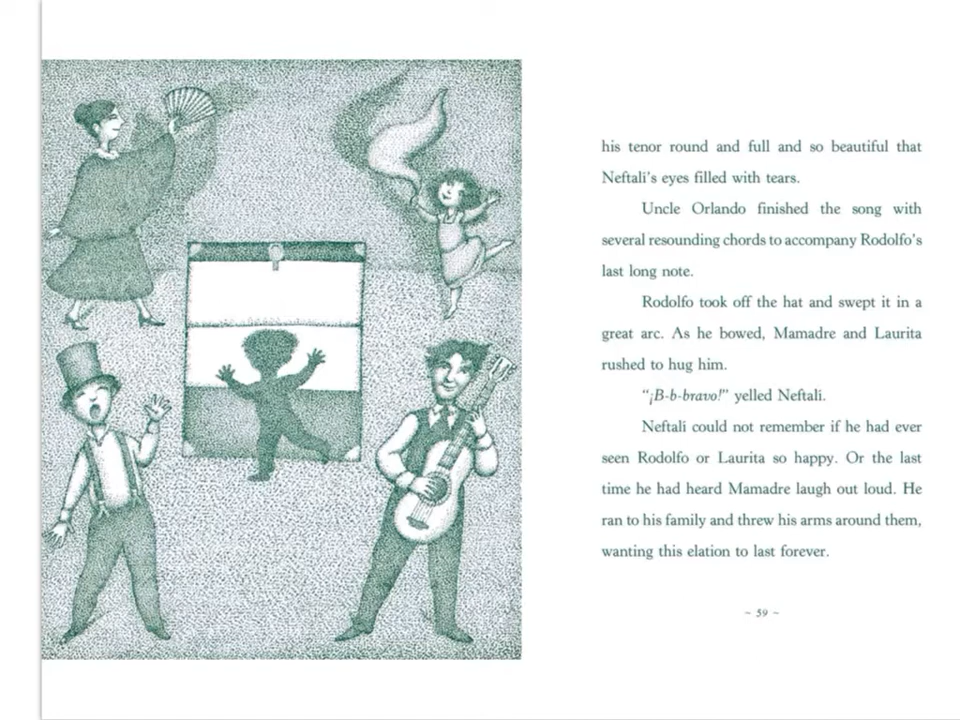 his tenor round and full and so beautiful that
Neftalí's eyes filled with tears.
Uncle Orlando finished the song with
several resounding chords to accompany Rodolfo's
last long note.
Rodolfo took off the hat and swept it in a
great arc. As he bowed, Mamadre and Laurita
rushed to hug him.
“¡B-b-bravo!” yelled Neftalí.
Neftalí could not remember if he had ever
seen Rodolfo or Laurita so happy. Or the last
time he had heard Mamadre laugh out loud. He
ran to his family and threw his arms around them,
wanting this elation to last forever.
~ 59 ~